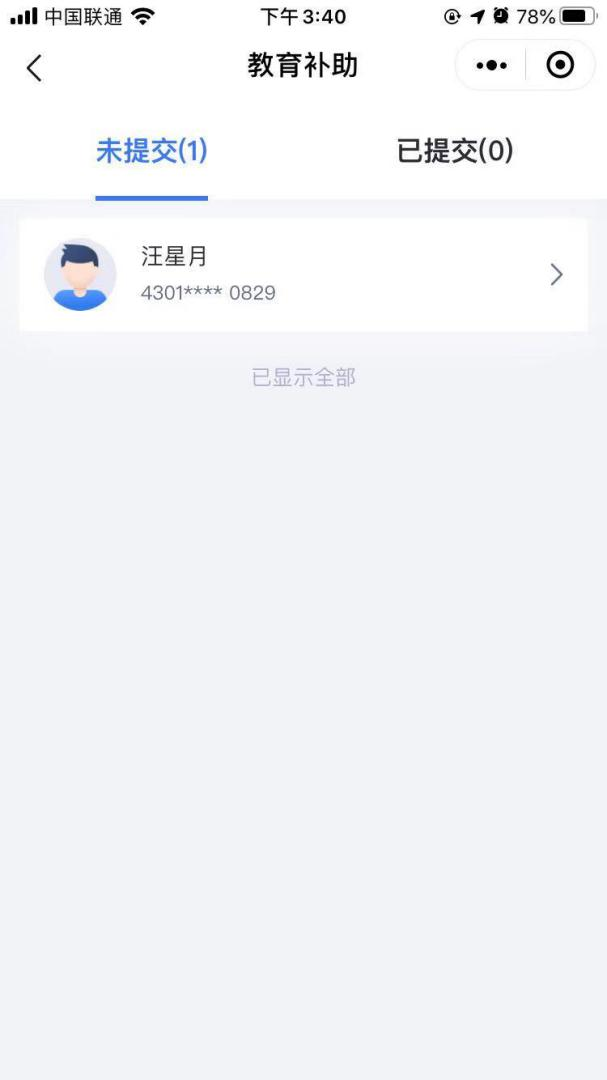 中国联通 下午3:40 78%
教育补助
未提交(1) 已提交(0)
汪星月
4301**** 0829
已显示全部